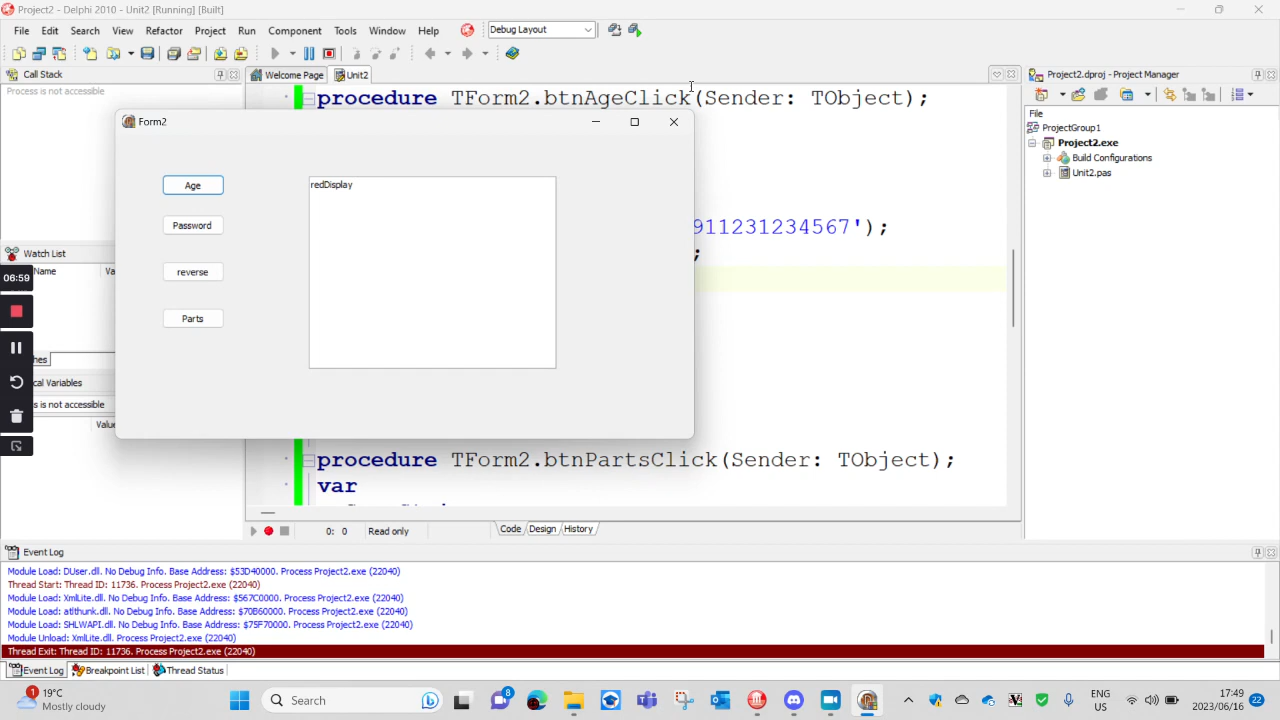 Project2 - Delphi 2010 - Unit2 [Running] [Built]
File Edit Search View Refactor Project Run Component Tools Window Help Debug Layout
Call Stack
Process is not accessible
Welcome Page Unit2
Project2.dproj - Project Manager
procedure TForm2.btnAgeClick(Sender: TObject);
File
ProjectGroup1
Project2.exe
Build Configurations
Unit2.pas
Form2
Age
Password
reverse
Parts
redDisplay
911231234567');
;
Watch List
Name
06:59
hes
cal Variables
s is not accessible
Value
procedure TForm2.btnPartsClick(Sender: TObject);
var
0: 0 Read only
Code Design History
Event Log
Module Load: DUser.dll. No Debug Info. Base Address: $53D40000. Process Project2.exe (22040)
Thread Start: Thread ID: 11736. Process Project2.exe (22040)
Module Load: XmlLite.dll. No Debug Info. Base Address: $567C0000. Process Project2.exe (22040)
Module Load: atlthunk.dll. No Debug Info. Base Address: $70B60000. Process Project2.exe (22040)
Module Load: SHLWAPI.dll. No Debug Info. Base Address: $75F70000. Process Project2.exe (22040)
Module Unload: XmlLite.dll. Process Project2.exe (22040)
Thread Exit: Thread ID: 11736. Process Project2.exe (22040)
Event Log Breakpoint List Thread Status
1
19°C
Mostly cloudy
Search
8
ENG
US
17:49
2023/06/16
22